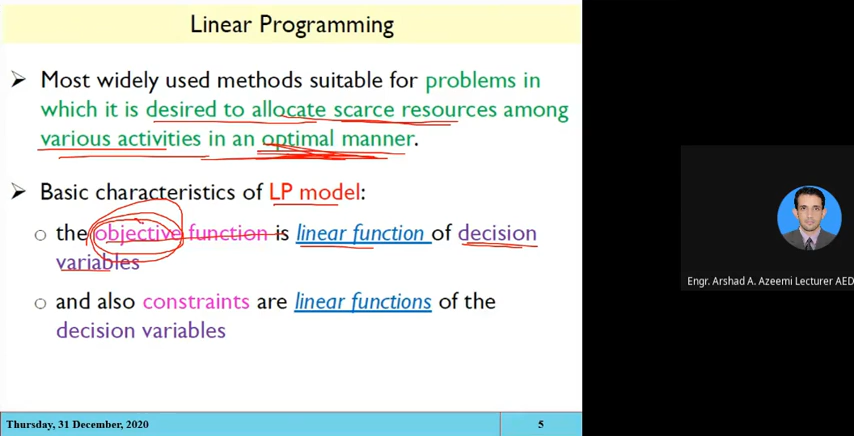 Linear Programming
➢ Most widely used methods suitable for problems in
which it is desired to allocate scarce resources among
various activities in an optimal manner.
➢ Basic characteristics of LP model:
○ the objective function is linear function of decision
variables
○ and also constraints are linear functions of the
decision variables
Thursday, 31 December, 2020
5
Engr. Arshad A. Azeemi Lecturer AED